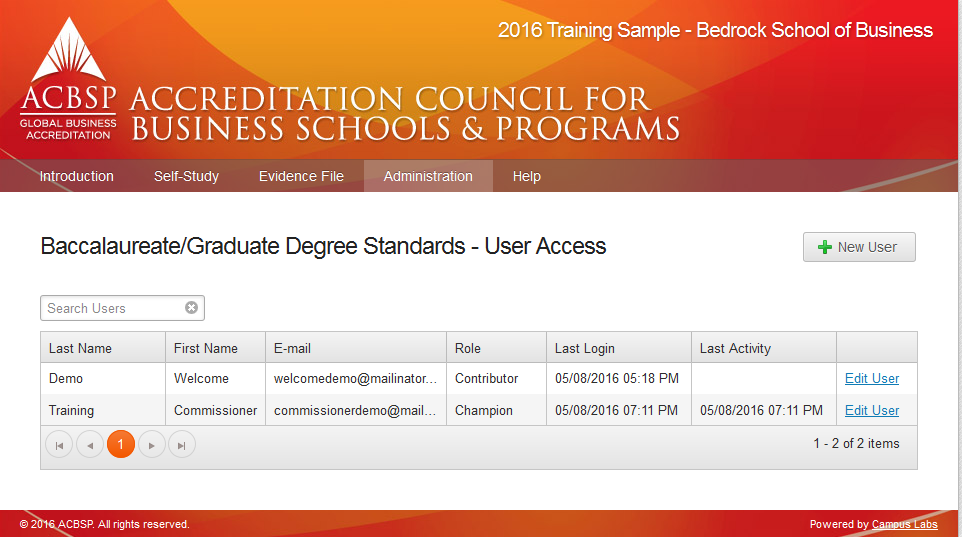 2016 Training Sample - Bedrock School of Business
ACBSP
GLOBAL BUSINESS
ACCREDITATION
ACCREDITATION COUNCIL FOR
BUSINESS SCHOOLS & PROGRAMS
Introduction Self-Study Evidence File Administration Help
Baccalaureate/Graduate Degree Standards - User Access
New User
Search Users
Last Name First Name E-mail Role Last Login Last Activity
Demo Welcome welcomedemo@mailinator... Contributor 05/08/2016 05:18 PM Edit User
Training Commissioner commissionerdemo@mail... Champion 05/08/2016 07:11 PM 05/08/2016 07:11 PM Edit User
1 1 - 2 of 2 items
© 2016 ACBSP. All rights reserved. Powered by Campus Labs